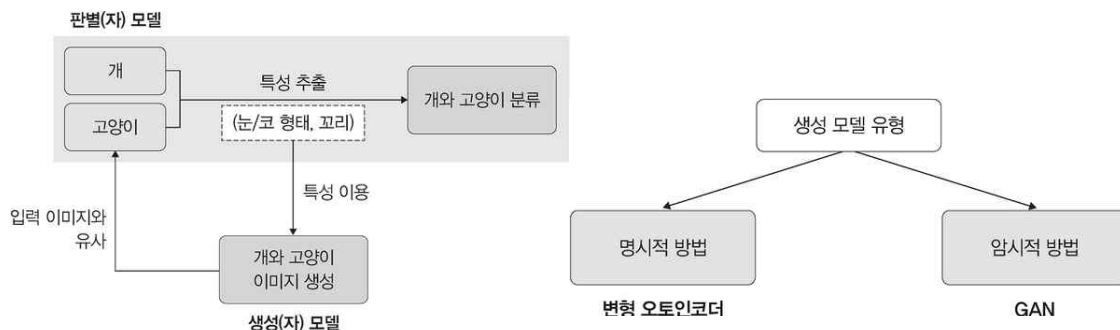 판별(자) 모델
개
고양이
특성 추출
(눈/코 형태, 꼬리)
개와 고양이 분류
특성 이용
입력 이미지와
유사
개와 고양이
이미지 생성
생성(자) 모델
생성 모델 유형
명시적 방법
암시적 방법
변형 오토인코더
GAN